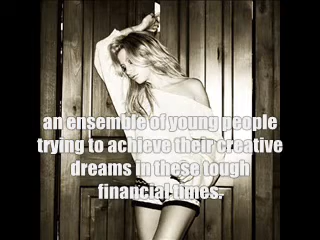 an ensemble of young people
trying to achieve their creative
dreams in these tough
financial times.